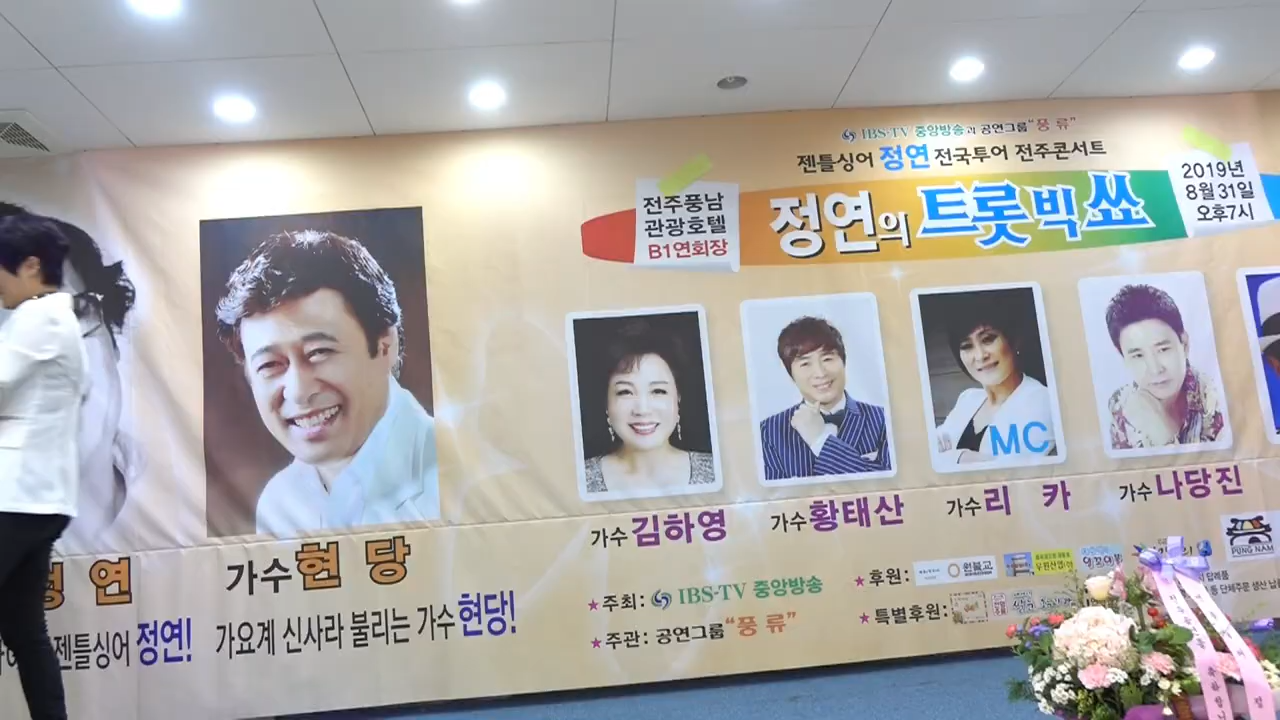 IBS-TV 중앙방송과 공연그룹"풍 류"
젠틀싱어 정연 전국투어 전주콘서트
전주풍남
관광호텔
B1연회장
정연의 트롯빅쑈
2019년
8월 31일
오후7시
MC
가수 김하영
가수 황태산
가수 리 카
가수 나당진
정 연
가수 현 당
젠틀싱어 정연!
가요계 신사라 불리는 가수 현당!
★주최: IBS-TV 중앙방송
★주관: 공연그룹"풍 류"
★후원: 원불교
★특별후원:
PUNG NAM